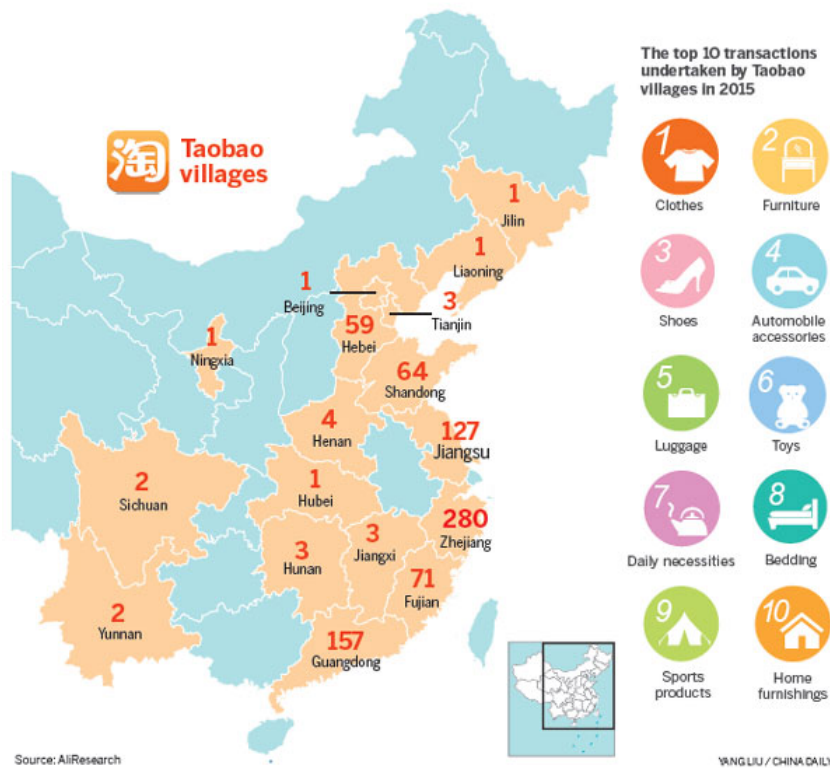 The top 10 transactions
undertaken by Taobao
villages in 2015
淘
Taobao
villages
1
Jilin
1
Liaoning
1
Beijing
3
Tianjin
59
Hebei
1
Ningxia
64
Shandong
4
Henan
127
Jiangsu
2
Sichuan
1
Hubei
280
Zhejiang
3
Hunan
3
Jiangxi
71
Fujian
2
Yunnan
157
Guangdong
1
Clothes
2
Furniture
3
Shoes
4
Automobile
accessories
5
Luggage
6
Toys
7
Daily necessities
8
Bedding
9
Sports
products
10
Home
furnishings
Source: AliResearch
YANG LIU / CHINA DAILY